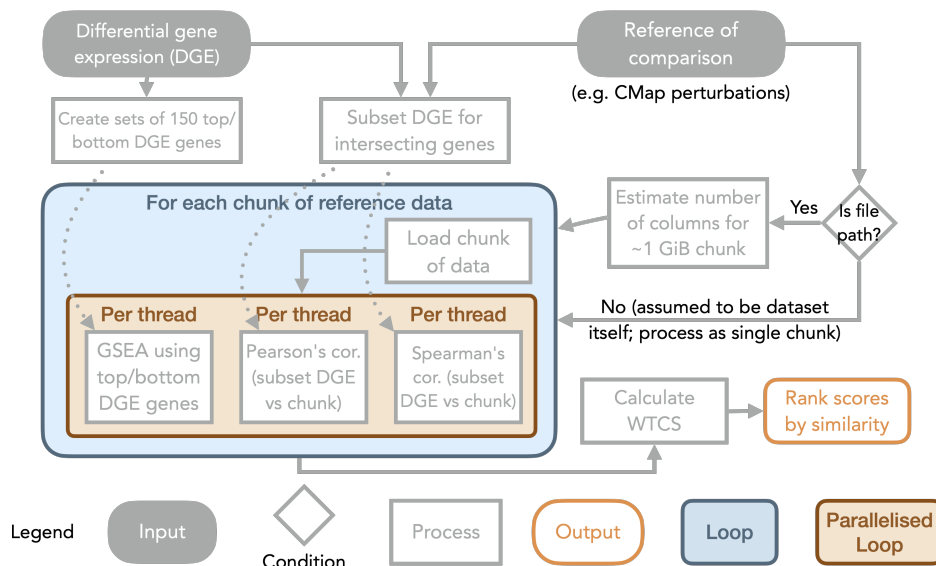 Differential gene
expression (DGE)
Reference of
comparison
(e.g. CMap perturbations)
Create sets of 150 top/
bottom DGE genes
Subset DGE for
intersecting genes
For each chunk of reference data
Load chunk
of data
Estimate number
of columns for
~1 GiB chunk
Yes
Is file
path?
No (assumed to be dataset
itself; process as single chunk)
Per thread
GSEA using
top/bottom
DGE genes
Per thread
Pearson's cor.
(subset DGE
vs chunk)
Per thread
Spearman's
cor. (subset
DGE vs chunk)
Calculate
WTCS
Rank scores
by similarity
Legend
Input
Condition
Process
Output
Loop
Parallelised
Loop